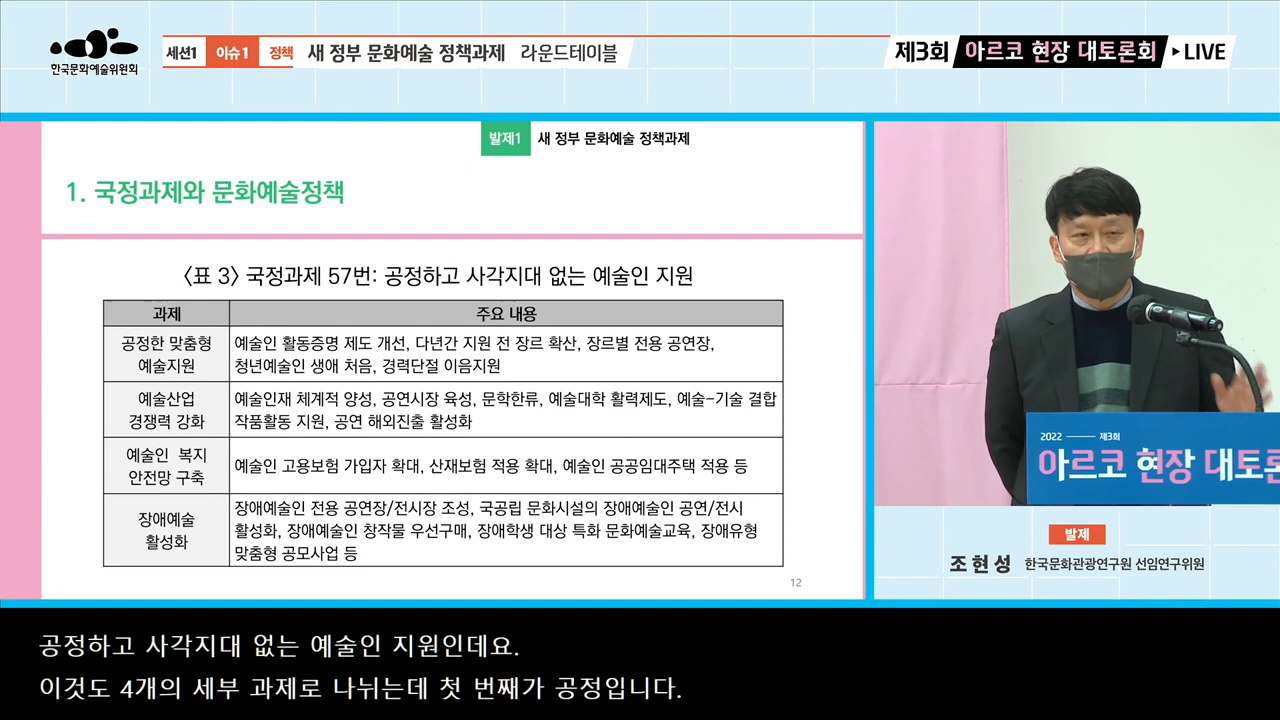 한국문화예술위원회
세션1 이슈1 정책 새 정부 문화예술 정책과제 라운드테이블
제3회 아르코 현장 대토론회 ▶LIVE
발제1 새 정부 문화예술 정책과제
1. 국정과제와 문화예술정책
<표 3> 국정과제 57번: 공정하고 사각지대 없는 예술인 지원
과제 주요 내용
공정한 맞춤형
예술지원
예술인 활동증명 제도 개선, 다년간 지원 전 장르 확산, 장르별 전용 공연장,
청년예술인 생애 처음, 경력단절 이음지원
예술산업
경쟁력 강화
예술인재 체계적 양성, 공연시장 육성, 문학한류, 예술대학 활력제도, 예술-기술 결합
작품활동 지원, 공연 해외진출 활성화
예술인 복지
안전망 구축
예술인 고용보험 가입자 확대, 산재보험 적용 확대, 예술인 공공임대주택 적용 등
장애예술
활성화
장애예술인 전용 공연장/전시장 조성, 국공립 문화시설의 장애예술인 공연/전시
활성화, 장애예술인 창작물 우선구매, 장애학생 대상 특화 문화예술교육, 장애유형
맞춤형 공모사업 등
12
2022 제3회
아르코 현장 대토론
발제
조현성 한국문화관광연구원 선임연구위원
공정하고 사각지대 없는 예술인 지원인데요.
이것도 4개의 세부 과제로 나뉘는데 첫 번째가 공정입니다.